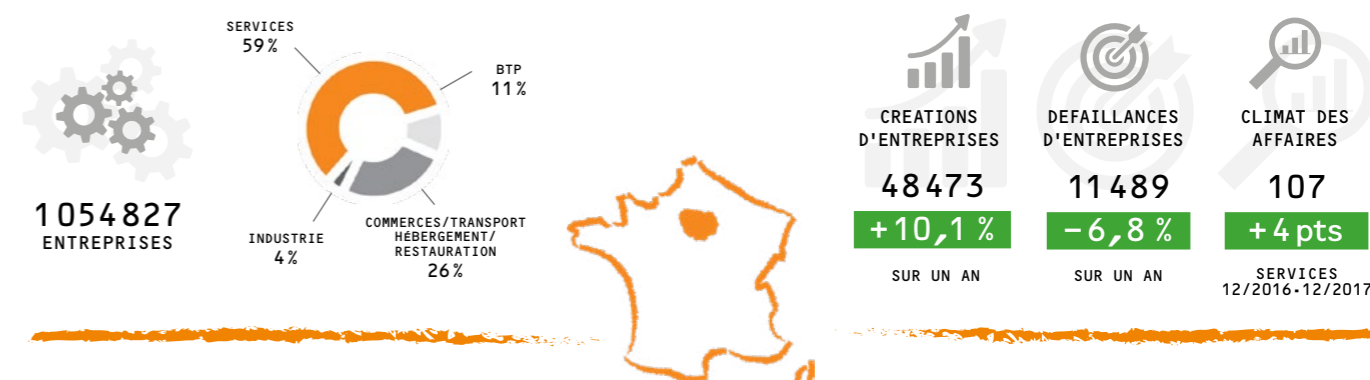 1 054 827
ENTREPRISES
SERVICES
59 %
BTP
11 %
INDUSTRIE
4 %
COMMERCES/TRANSPORT
HÉBERGEMENT/
RESTAURATION
26 %
CREATIONS
D'ENTREPRISES
48 473
+10,1 %
SUR UN AN
DEFAILLANCES
D'ENTREPRISES
11 489
-6,8 %
SUR UN AN
CLIMAT DES
AFFAIRES
107
+4 pts
SERVICES
12/2016-12/2017